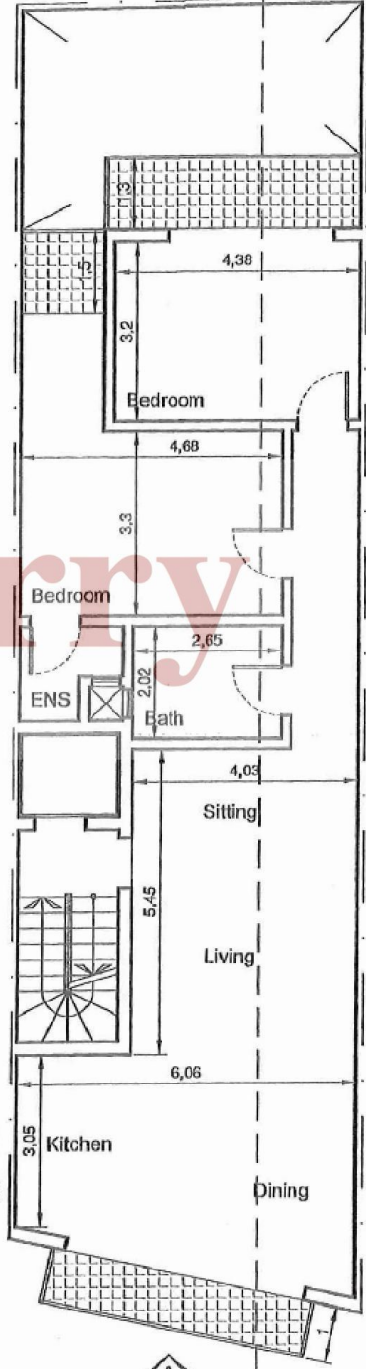 1.3
1.5
4,38
3.2
Bedroom
4,68
3.3
Bedroom
rry
2,65
2.02
ENS
Bath
4,03
Sitting
5.45
Living
6,06
3.05
Kitchen
Dining
1